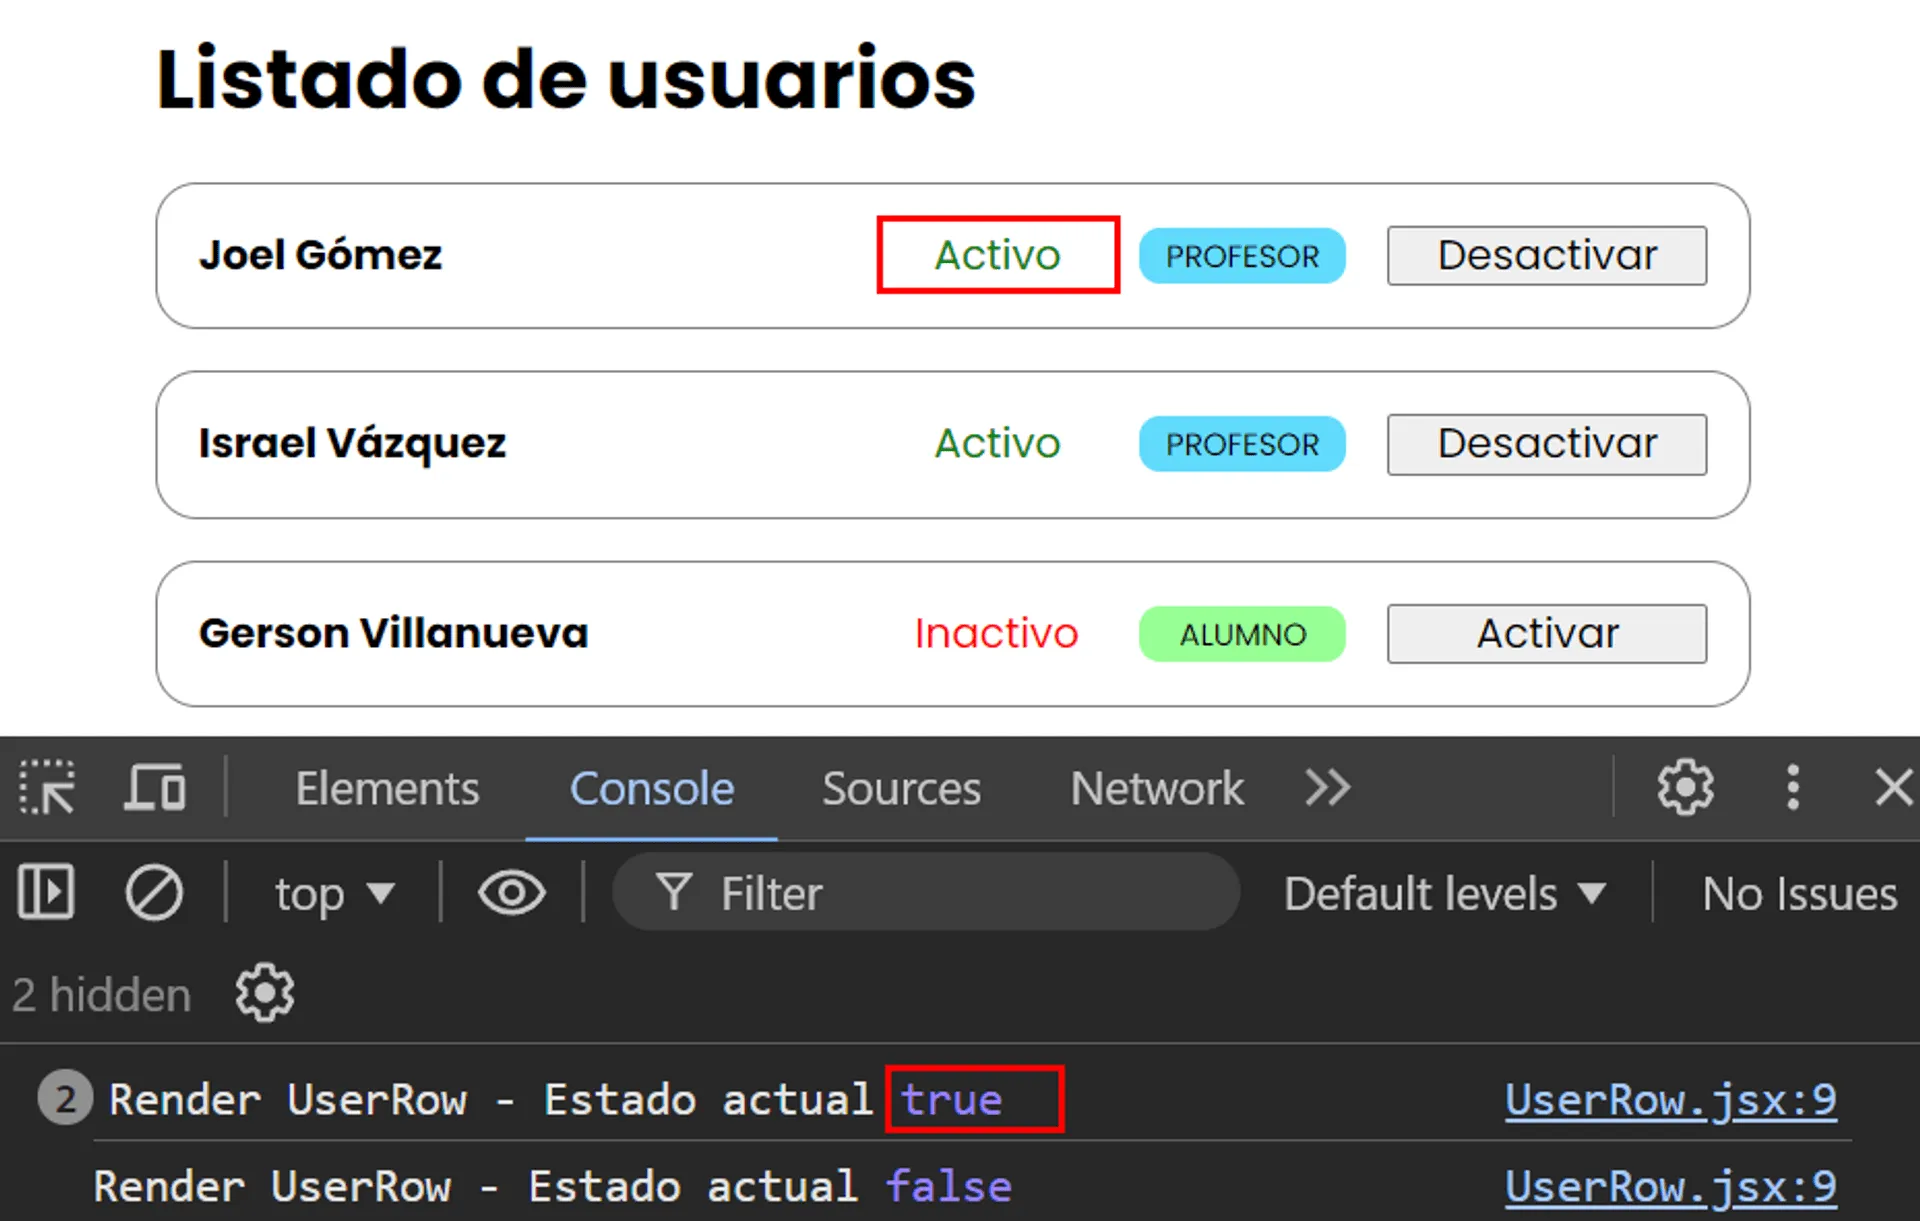 Listado de usuarios
Joel Gómez Activo PROFESOR Desactivar
Israel Vázquez Activo PROFESOR Desactivar
Gerson Villanueva Inactivo ALUMNO Activar
Elements Console Sources Network
top Filter Default levels No Issues
2 hidden
2 Render UserRow - Estado actual true UserRow.jsx:9
Render UserRow - Estado actual false UserRow.jsx:9